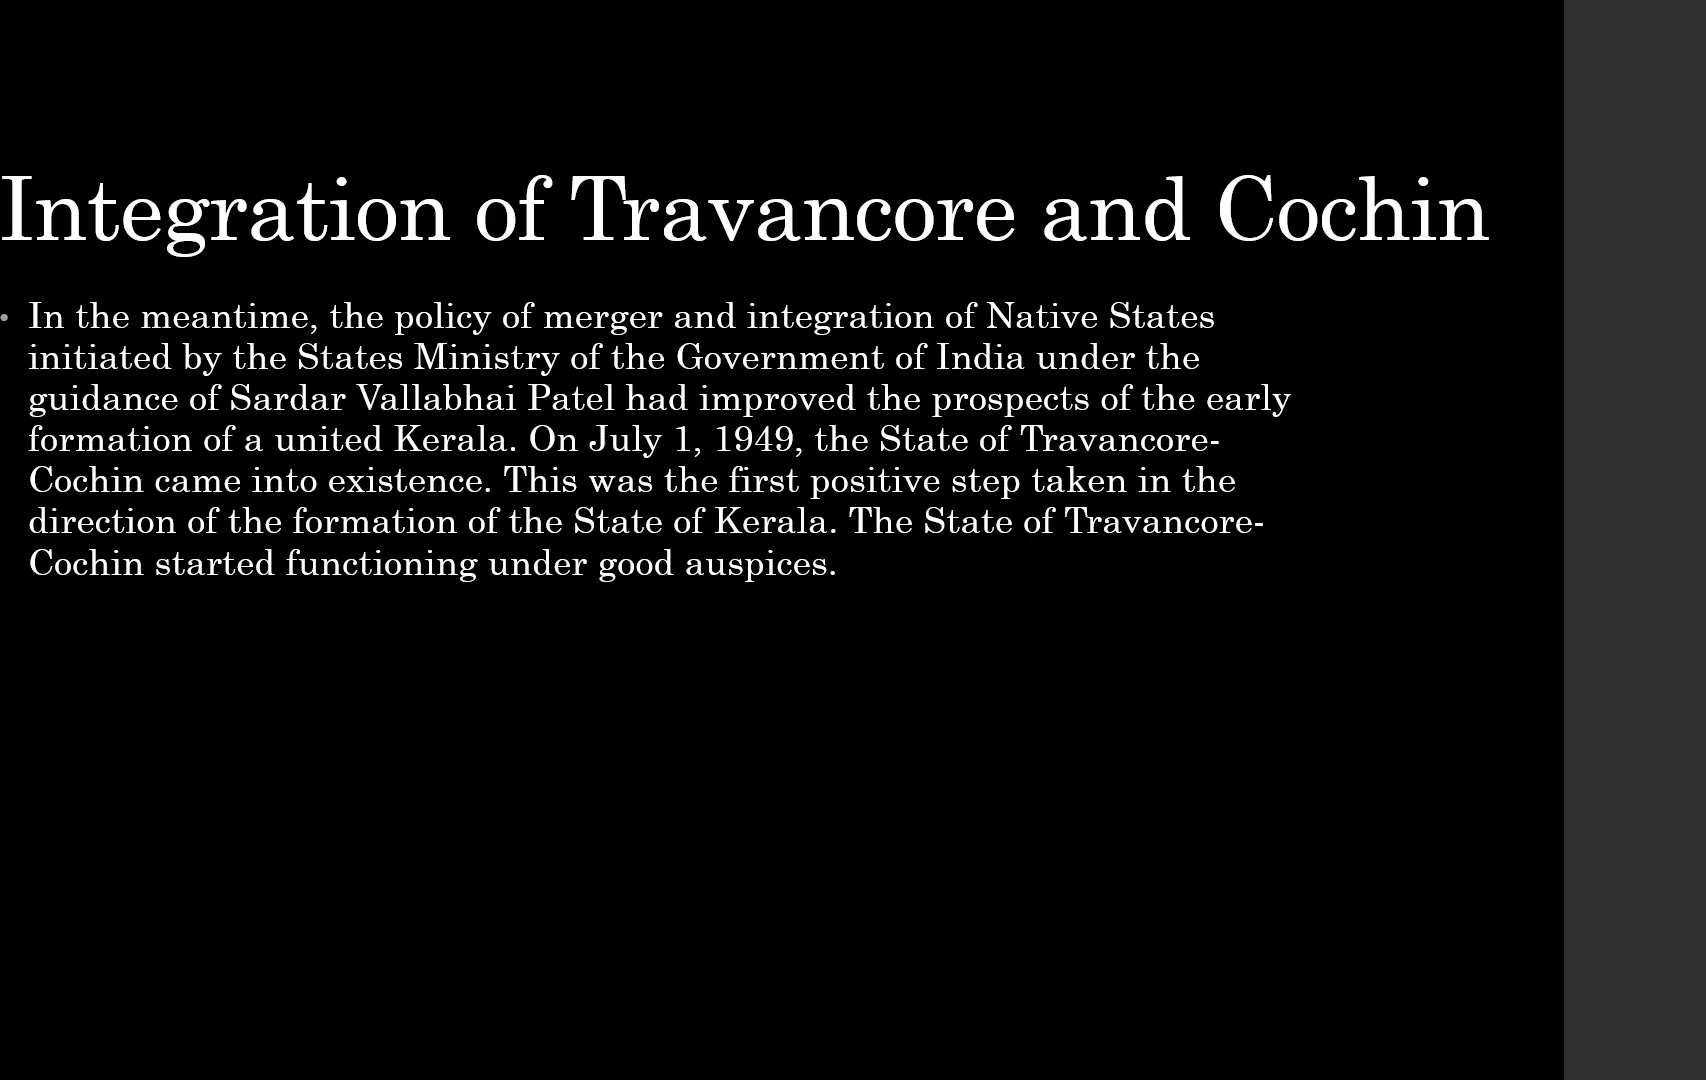 Integration of Travancore and Cochin
• In the meantime, the policy of merger and integration of Native States
initiated by the States Ministry of the Government of India under the
guidance of Sardar Vallabhai Patel had improved the prospects of the early
formation of a united Kerala. On July 1, 1949, the State of Travancore-
Cochin came into existence. This was the first positive step taken in the
direction of the formation of the State of Kerala. The State of Travancore-
Cochin started functioning under good auspices.